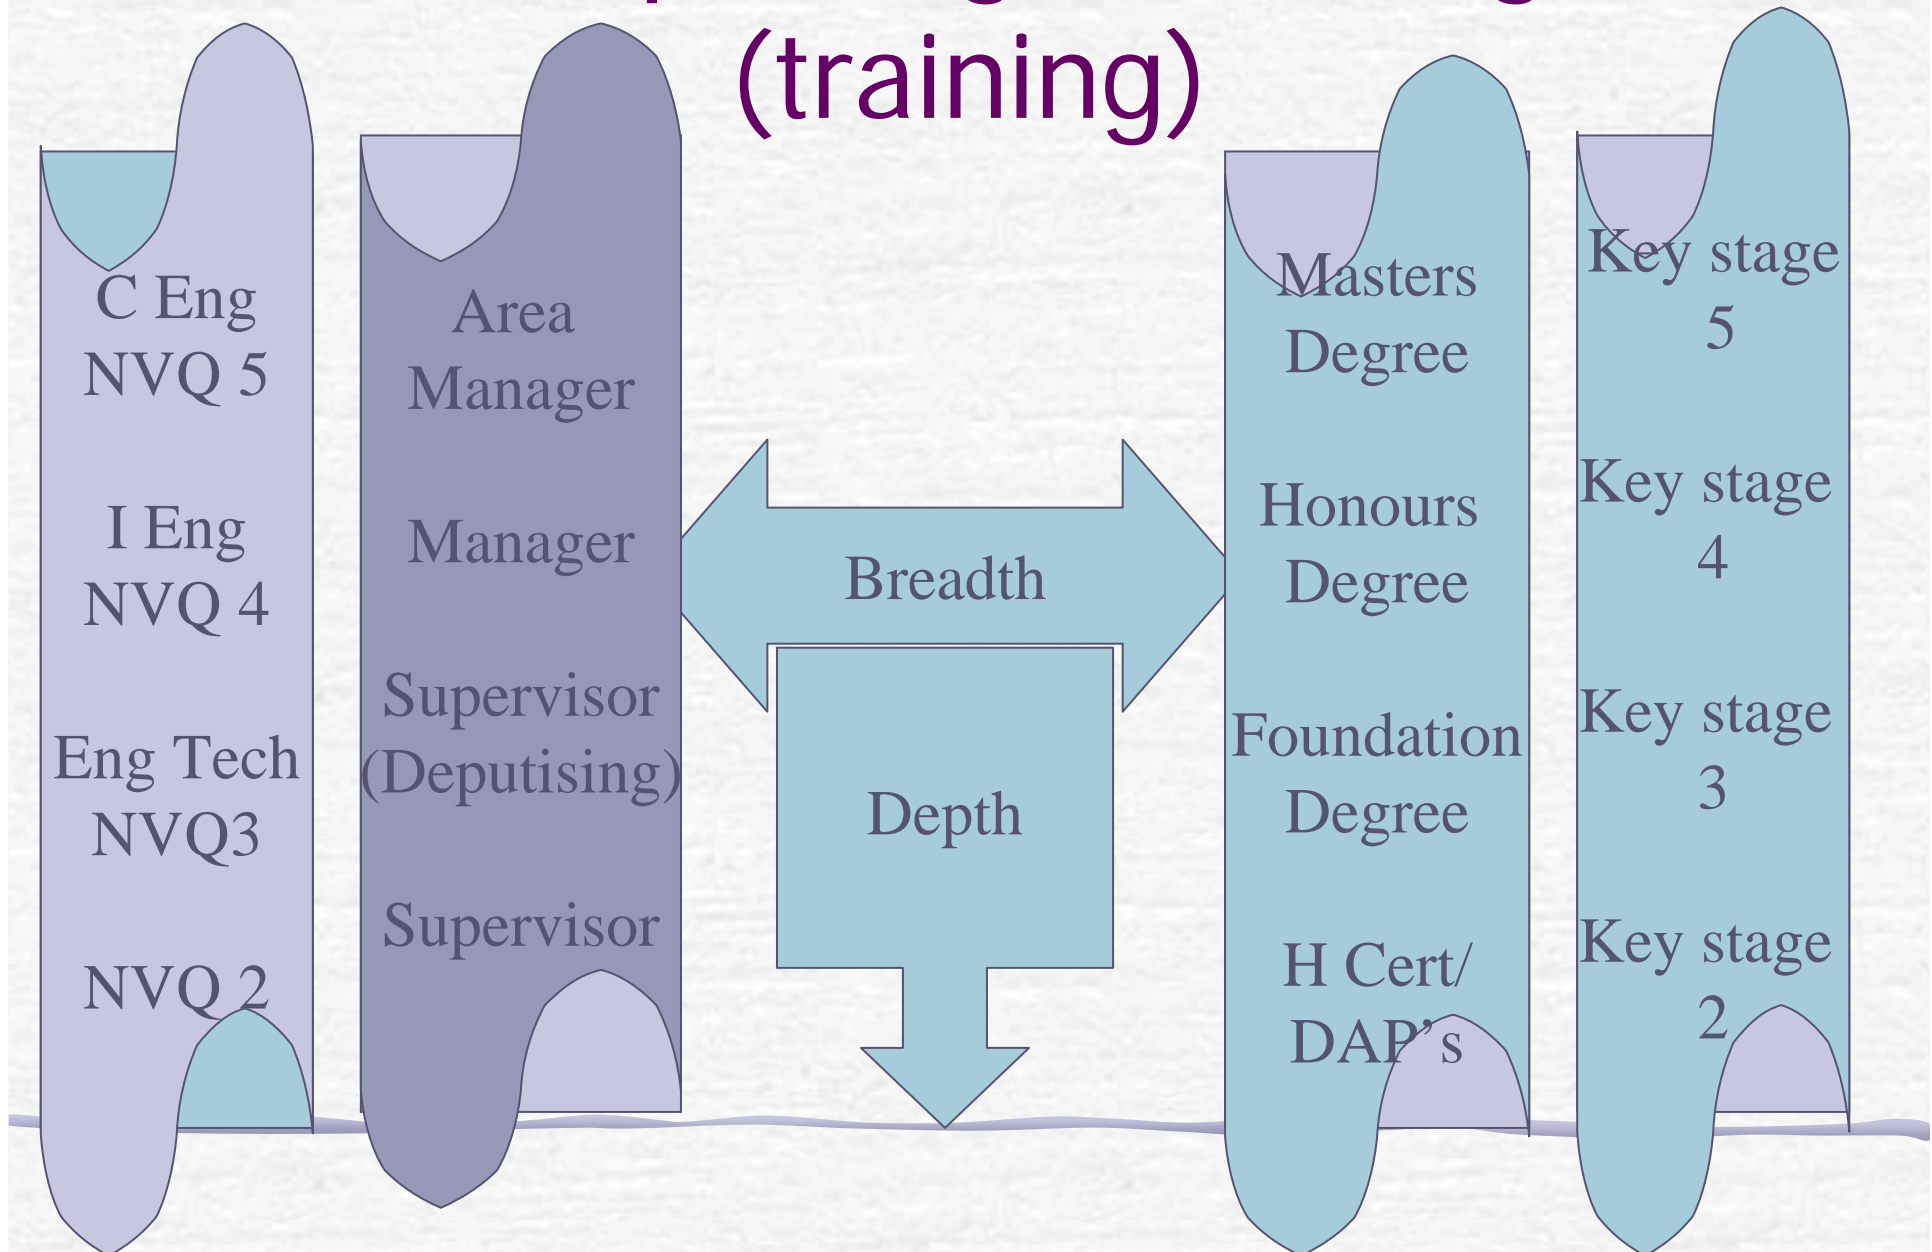 (training)
C Eng
NVQ 5
I Eng
NVQ 4
Eng Tech
NVQ3
NVQ 2
Area
Manager
Manager
Supervisor
(Deputising)
Supervisor
Breadth
Depth
Masters
Degree
Honours
Degree
Foundation
Degree
H Cert/
DAP’s
Key stage
5
Key stage
4
Key stage
3
Key stage
2